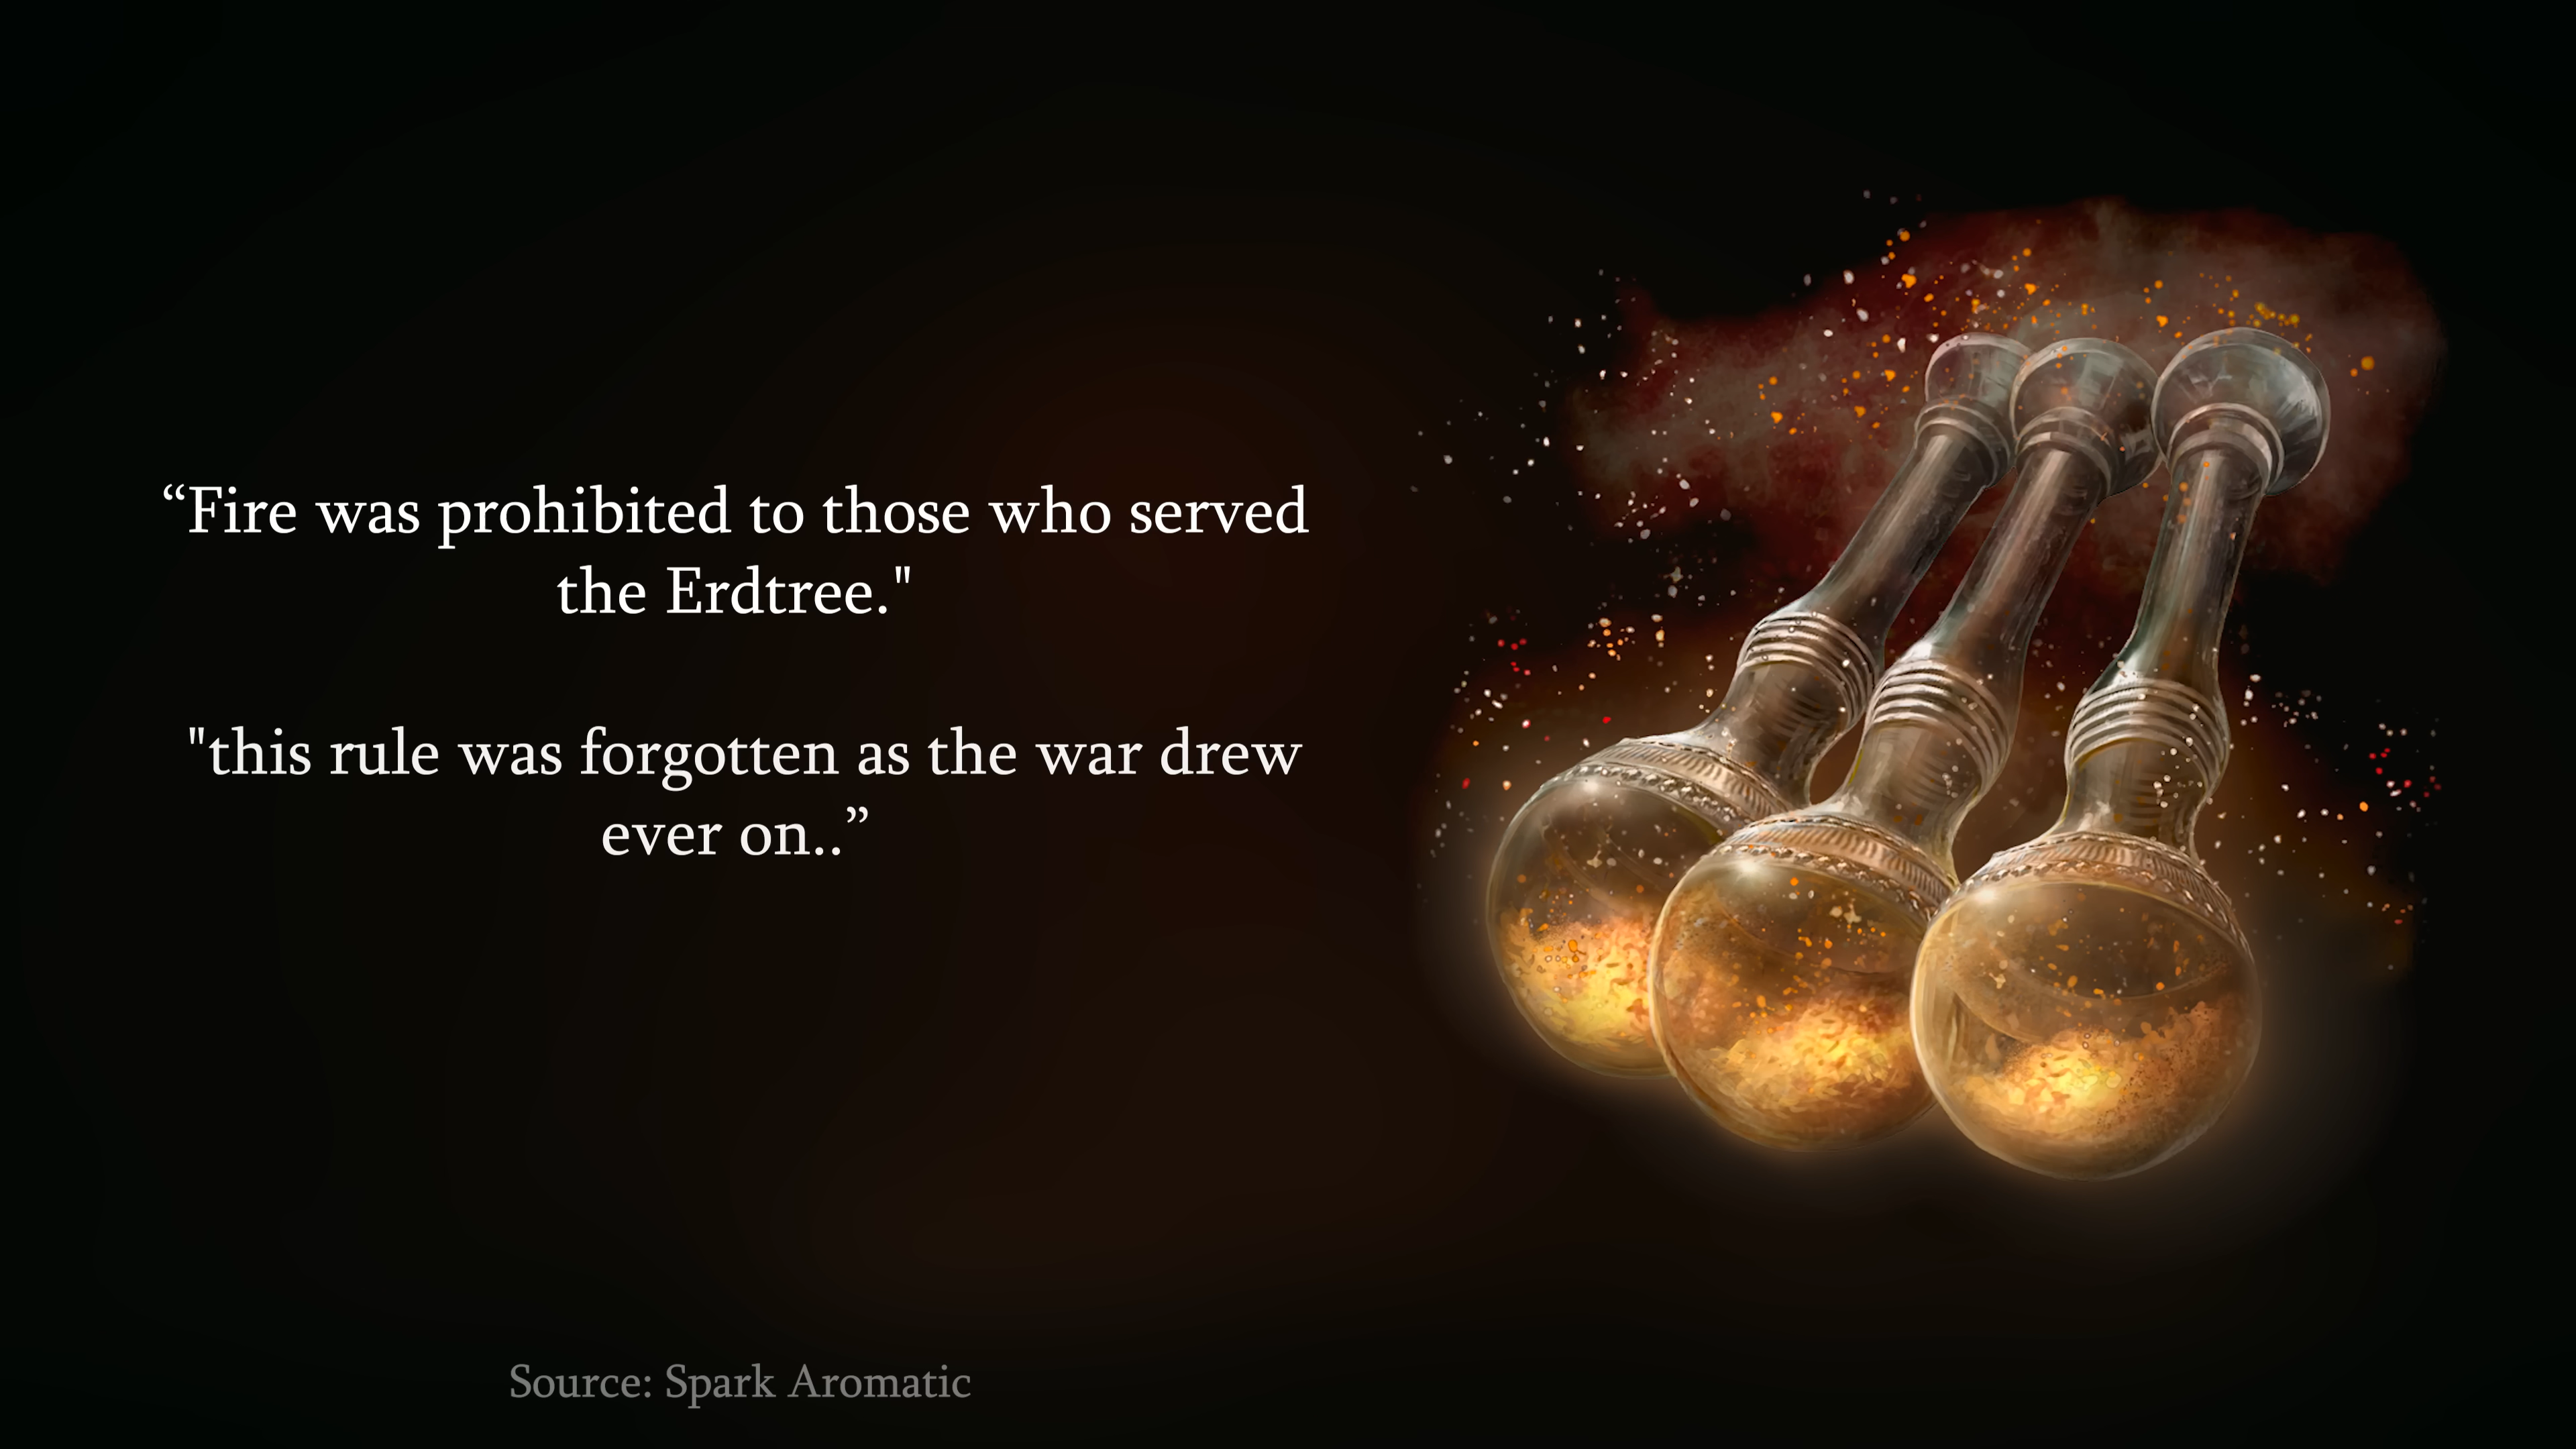 “Fire was prohibited to those who served
the Erdtree."
"this rule was forgotten as the war drew
ever on..”
Source: Spark Aromatic